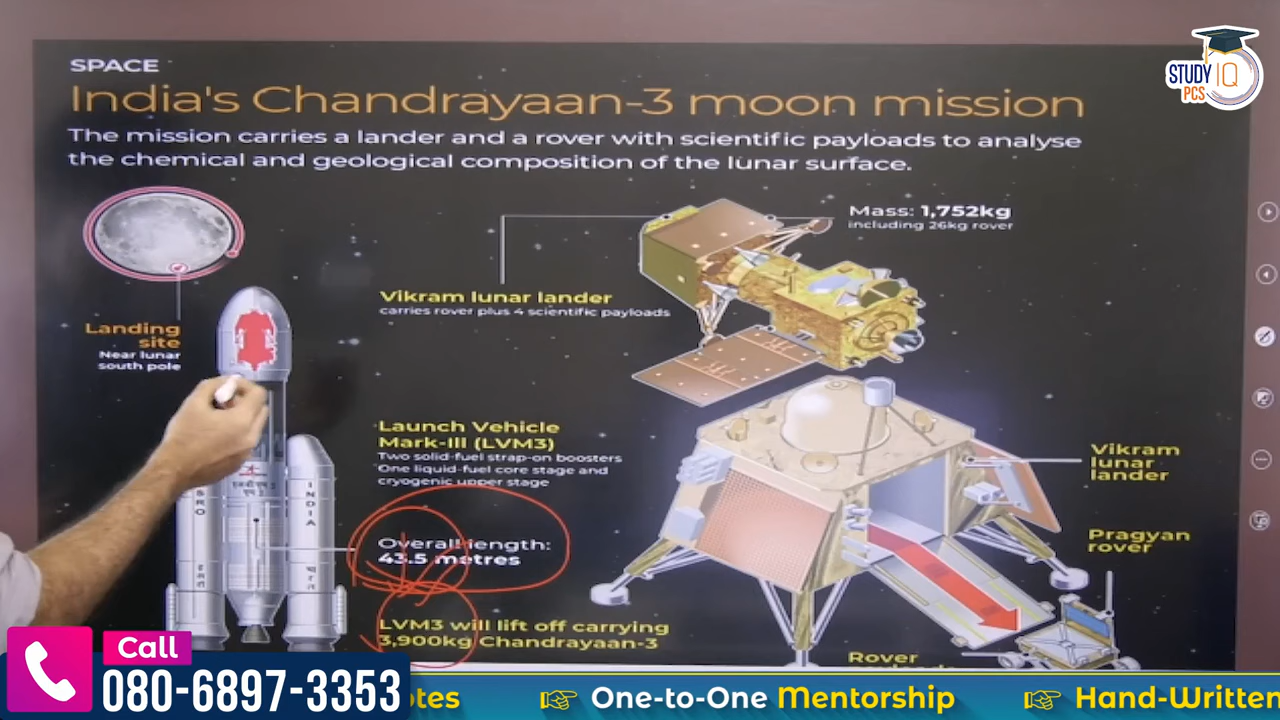 SPACE
India's Chandrayaan-3 moon mission
The mission carries a lander and a rover with scientific payloads to analyse
the chemical and geological composition of the lunar surface.
STUDY IQ
PCS
Mass: 1,752kg
including 26kg rover
Vikram lunar lander
carries rover plus 4 scientific payloads
Landing
site
Near lunar
south pole
Launch Vehicle
Mark-III (LVM3)
Two solid-fuel strap-on boosters
One liquid-fuel core stage and
cryogenic upper stage
Vikram
lunar
lander
INDIA
भारत
Overall length:
43.5 metres
Pragyan
rover
LVM3 will lift off carrying
3,900kg Chandrayaan-3
Rover
Call
080-6897-3353
otes
One-to-One Mentorship
Hand-Written